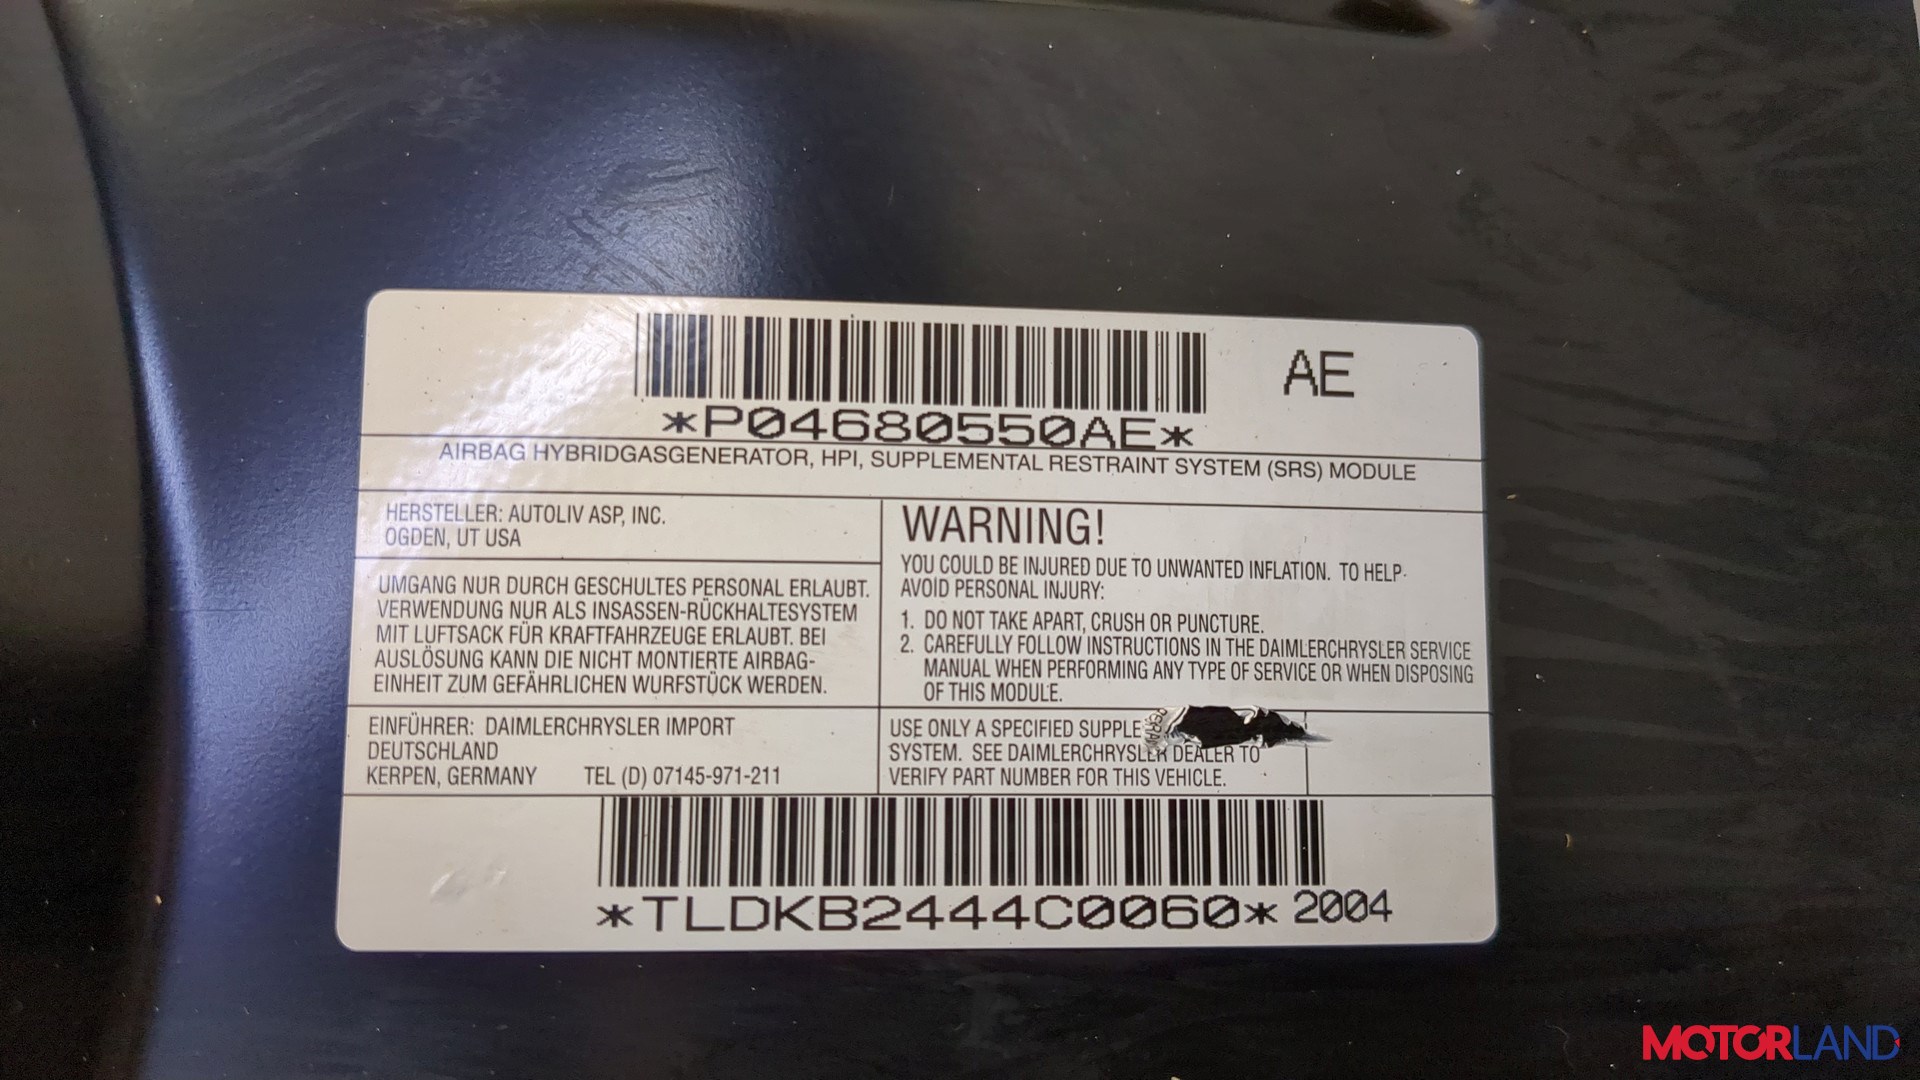 AE
*P04680550AE*
AIRBAG HYBRIDGASGENERATOR, HPI, SUPPLEMENTAL RESTRAINT SYSTEM (SRS) MODULE
HERSTELLER: AUTOLIV ASP, INC.
OGDEN, UT USA
UMGANG NUR DURCH GESCHULTES PERSONAL ERLAUBT.
VERWENDUNG NUR ALS INSASSEN-RÜCKHALTESYSTEM
MIT LUFTSACK FÜR KRAFTFAHRZEUGE ERLAUBT. BEI
AUSLÖSUNG KANN DIE NICHT MONTIERTE AIRBAG-
EINHEIT ZUM GEFÄHRLICHEN WURFSTÜCK WERDEN.
EINFÜHRER: DAIMLERCHRYSLER IMPORT
DEUTSCHLAND
KERPEN, GERMANY TEL (D) 07145-971-211
WARNING!
YOU COULD BE INJURED DUE TO UNWANTED INFLATION. TO HELP
AVOID PERSONAL INJURY:
1. DO NOT TAKE APART, CRUSH OR PUNCTURE.
2. CAREFULLY FOLLOW INSTRUCTIONS IN THE DAIMLERCHRYSLER SERVICE
MANUAL WHEN PERFORMING ANY TYPE OF SERVICE OR WHEN DISPOSING
OF THIS MODULE.
USE ONLY A SPECIFIED SUPPLE
SYSTEM. SEE DAIMLERCHRYSLER DEALER TO
VERIFY PART NUMBER FOR THIS VEHICLE.
*TLDKB2444C0060* 2004
MOTORLAND